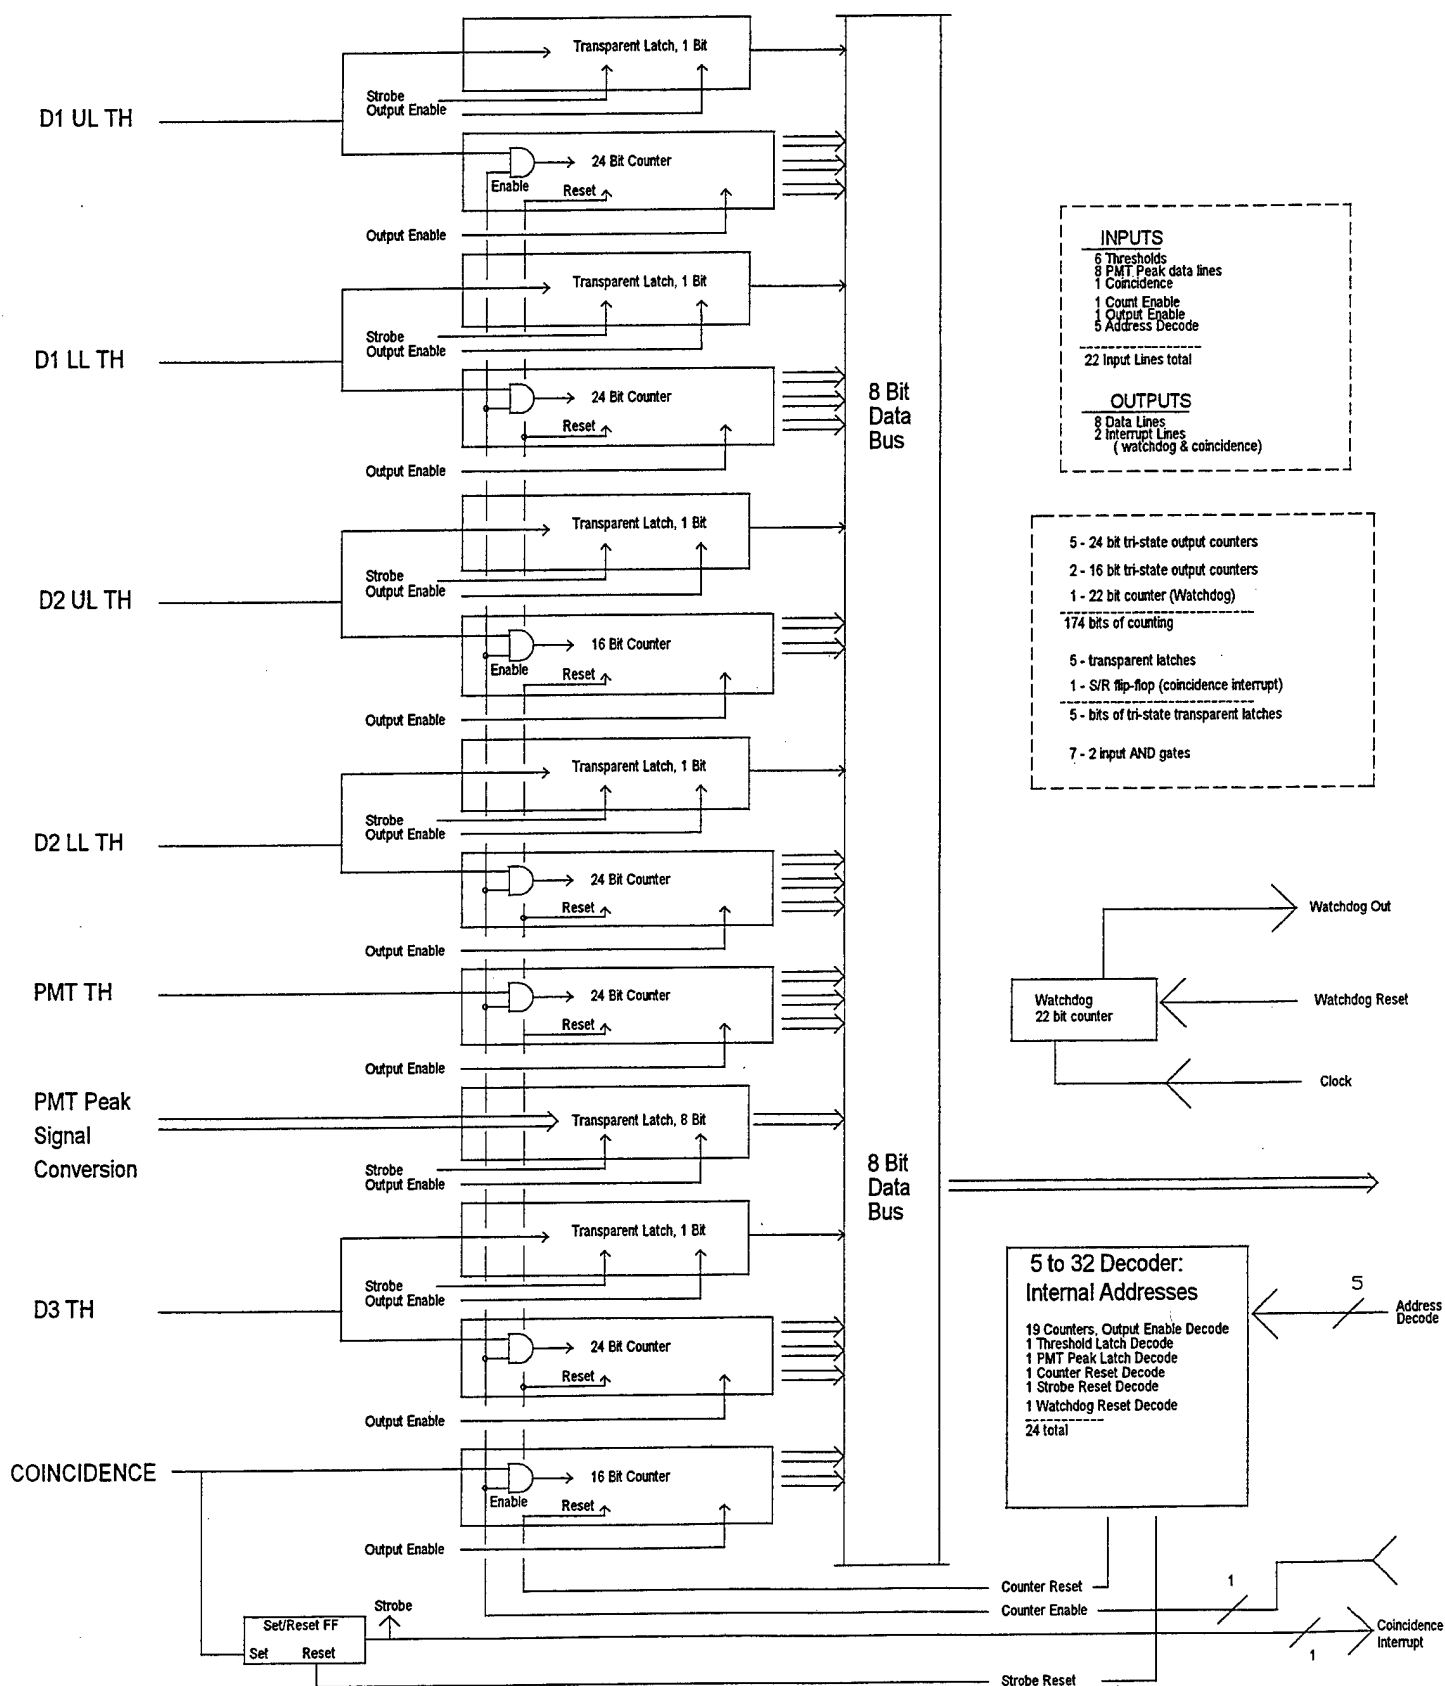 Transparent Latch, 1 Bit
Strobe
Output Enable
D1 UL TH
24 Bit Counter
Enable
Reset
Output Enable
Transparent Latch, 1 Bit
Strobe
Output Enable
D1 LL TH
24 Bit Counter
Reset
Output Enable
Transparent Latch, 1 Bit
Strobe
Output Enable
D2 UL TH
16 Bit Counter
Enable
Reset
Output Enable
Transparent Latch, 1 Bit
Strobe
Output Enable
D2 LL TH
24 Bit Counter
Reset
Output Enable
PMT TH
24 Bit Counter
Reset
Output Enable
PMT Peak
Signal
Conversion
Transparent Latch, 8 Bit
Strobe
Output Enable
Transparent Latch, 1 Bit
Strobe
Output Enable
D3 TH
24 Bit Counter
Reset
Output Enable
COINCIDENCE
16 Bit Counter
Enable
Reset
Output Enable
Strobe
Set/Reset FF
Set Reset
8 Bit
Data
Bus
8 Bit
Data
Bus
INPUTS
6 Thresholds
8 PMT Peak data lines
1 Coincidence
1 Count Enable
1 Output Enable
5 Address Decode
22 Input Lines total
OUTPUTS
8 Data Lines
2 Interrupt Lines
( watchdog & coincidence)
5 - 24 bit tri-state output counters
2 - 16 bit tri-state output counters
1 - 22 bit counter (Watchdog)
174 bits of counting
5 - transparent latches
1 - S/R flip-flop (coincidence interrupt)
5 - bits of tri-state transparent latches
7 - 2 input AND gates
Watchdog Out
Watchdog
22 bit counter
Watchdog Reset
Clock
5 to 32 Decoder:
Internal Addresses
19 Counters, Output Enable Decode
1 Threshold Latch Decode
1 PMT Peak Latch Decode
1 Counter Reset Decode
1 Strobe Reset Decode
1 Watchdog Reset Decode
24 total
5
Address
Decode
Counter Reset
Counter Enable
1
Coincidence
Interrupt
1
Strobe Reset